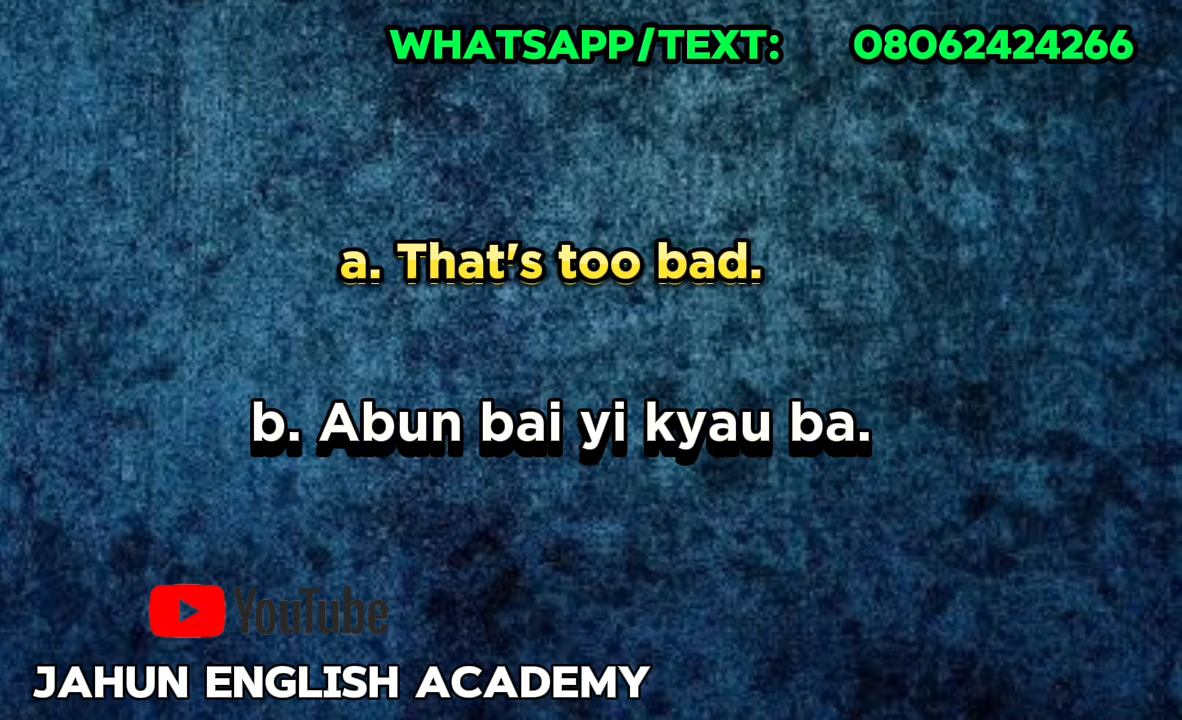 WHATSAPP/TEXT: 08062424266
a. That's too bad.
b. Abun bai yi kyau ba.
YouTube
JAHUN ENGLISH ACADEMY